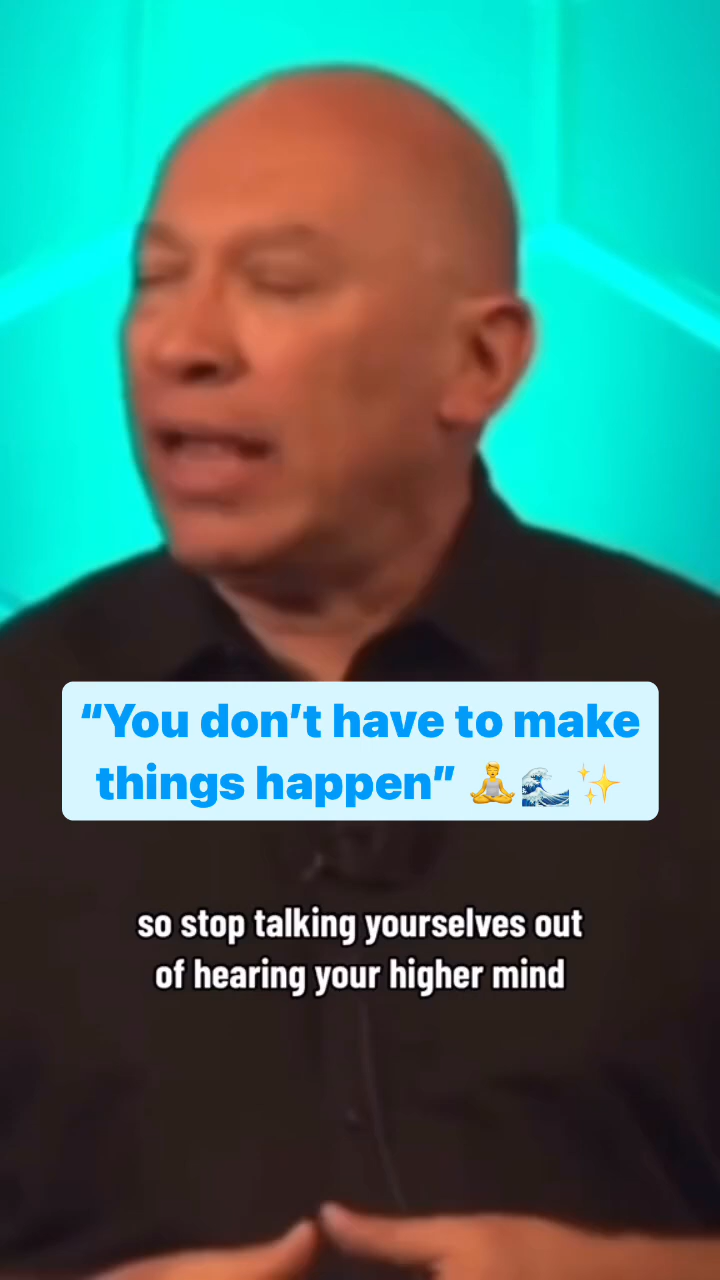 “You don’t have to make
things happen” 🧘🌊✨
so stop talking yourselves out
of hearing your higher mind